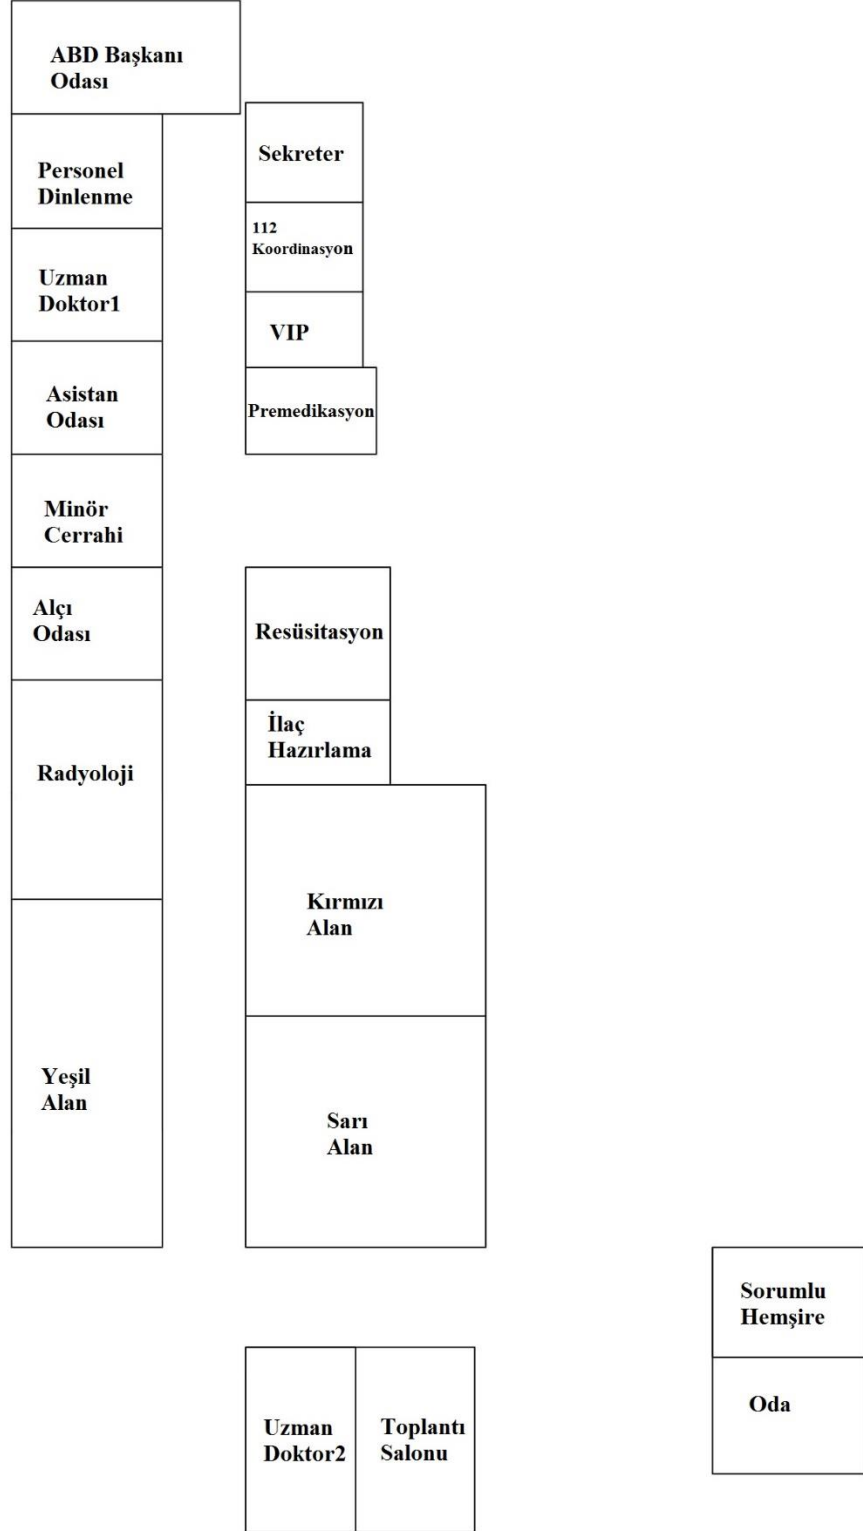 ABD Başkanı
Odası
Personel
Dinlenme
Uzman
Doktor1
Asistan
Odası
Minör
Cerrahi
Alçı
Odası
Radyoloji
Yeşil
Alan
Sekreter
112
Koordinasyon
VIP
Premedikasyon
Resüsitasyon
İlaç
Hazırlama
Kırmızı
Alan
Sarı
Alan
Uzman
Doktor2
Toplantı
Salonu
Sorumlu
Hemşire
Oda